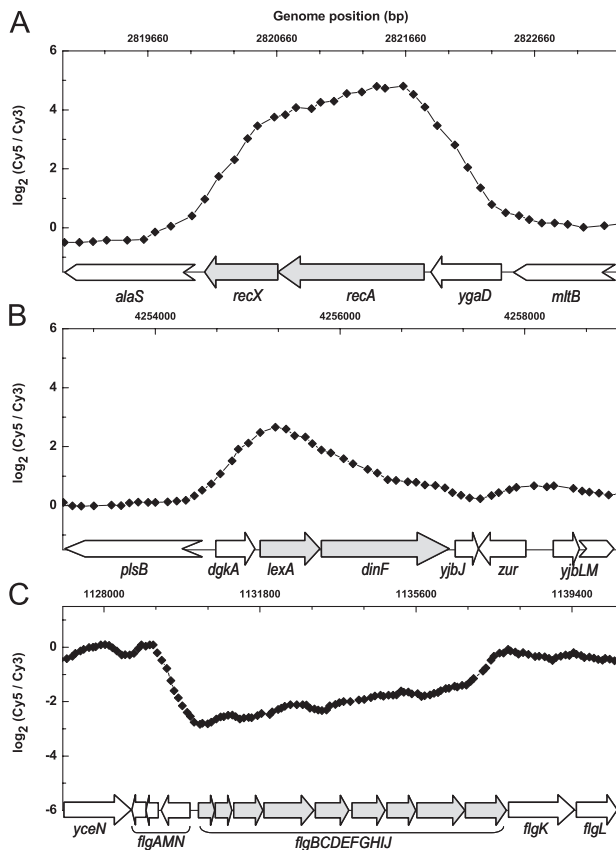 Genome position (bp)
A
2819660 2820660 2821660 2822660
6
4
2
0
log2 (Cy5 / Cy3)
alaS recX recA ygaD mltB
B
4254000 4256000 4258000
6
4
2
0
log2 (Cy5 / Cy3)
plsB dgkA lexA dinF yjbJ zur yjbLM
C
1128000 1131800 1135600 1139400
0
-2
-4
-6
log2 (Cy5 / Cy3)
yceN flgAMN flgBCDEFGHIJ flgK flgL